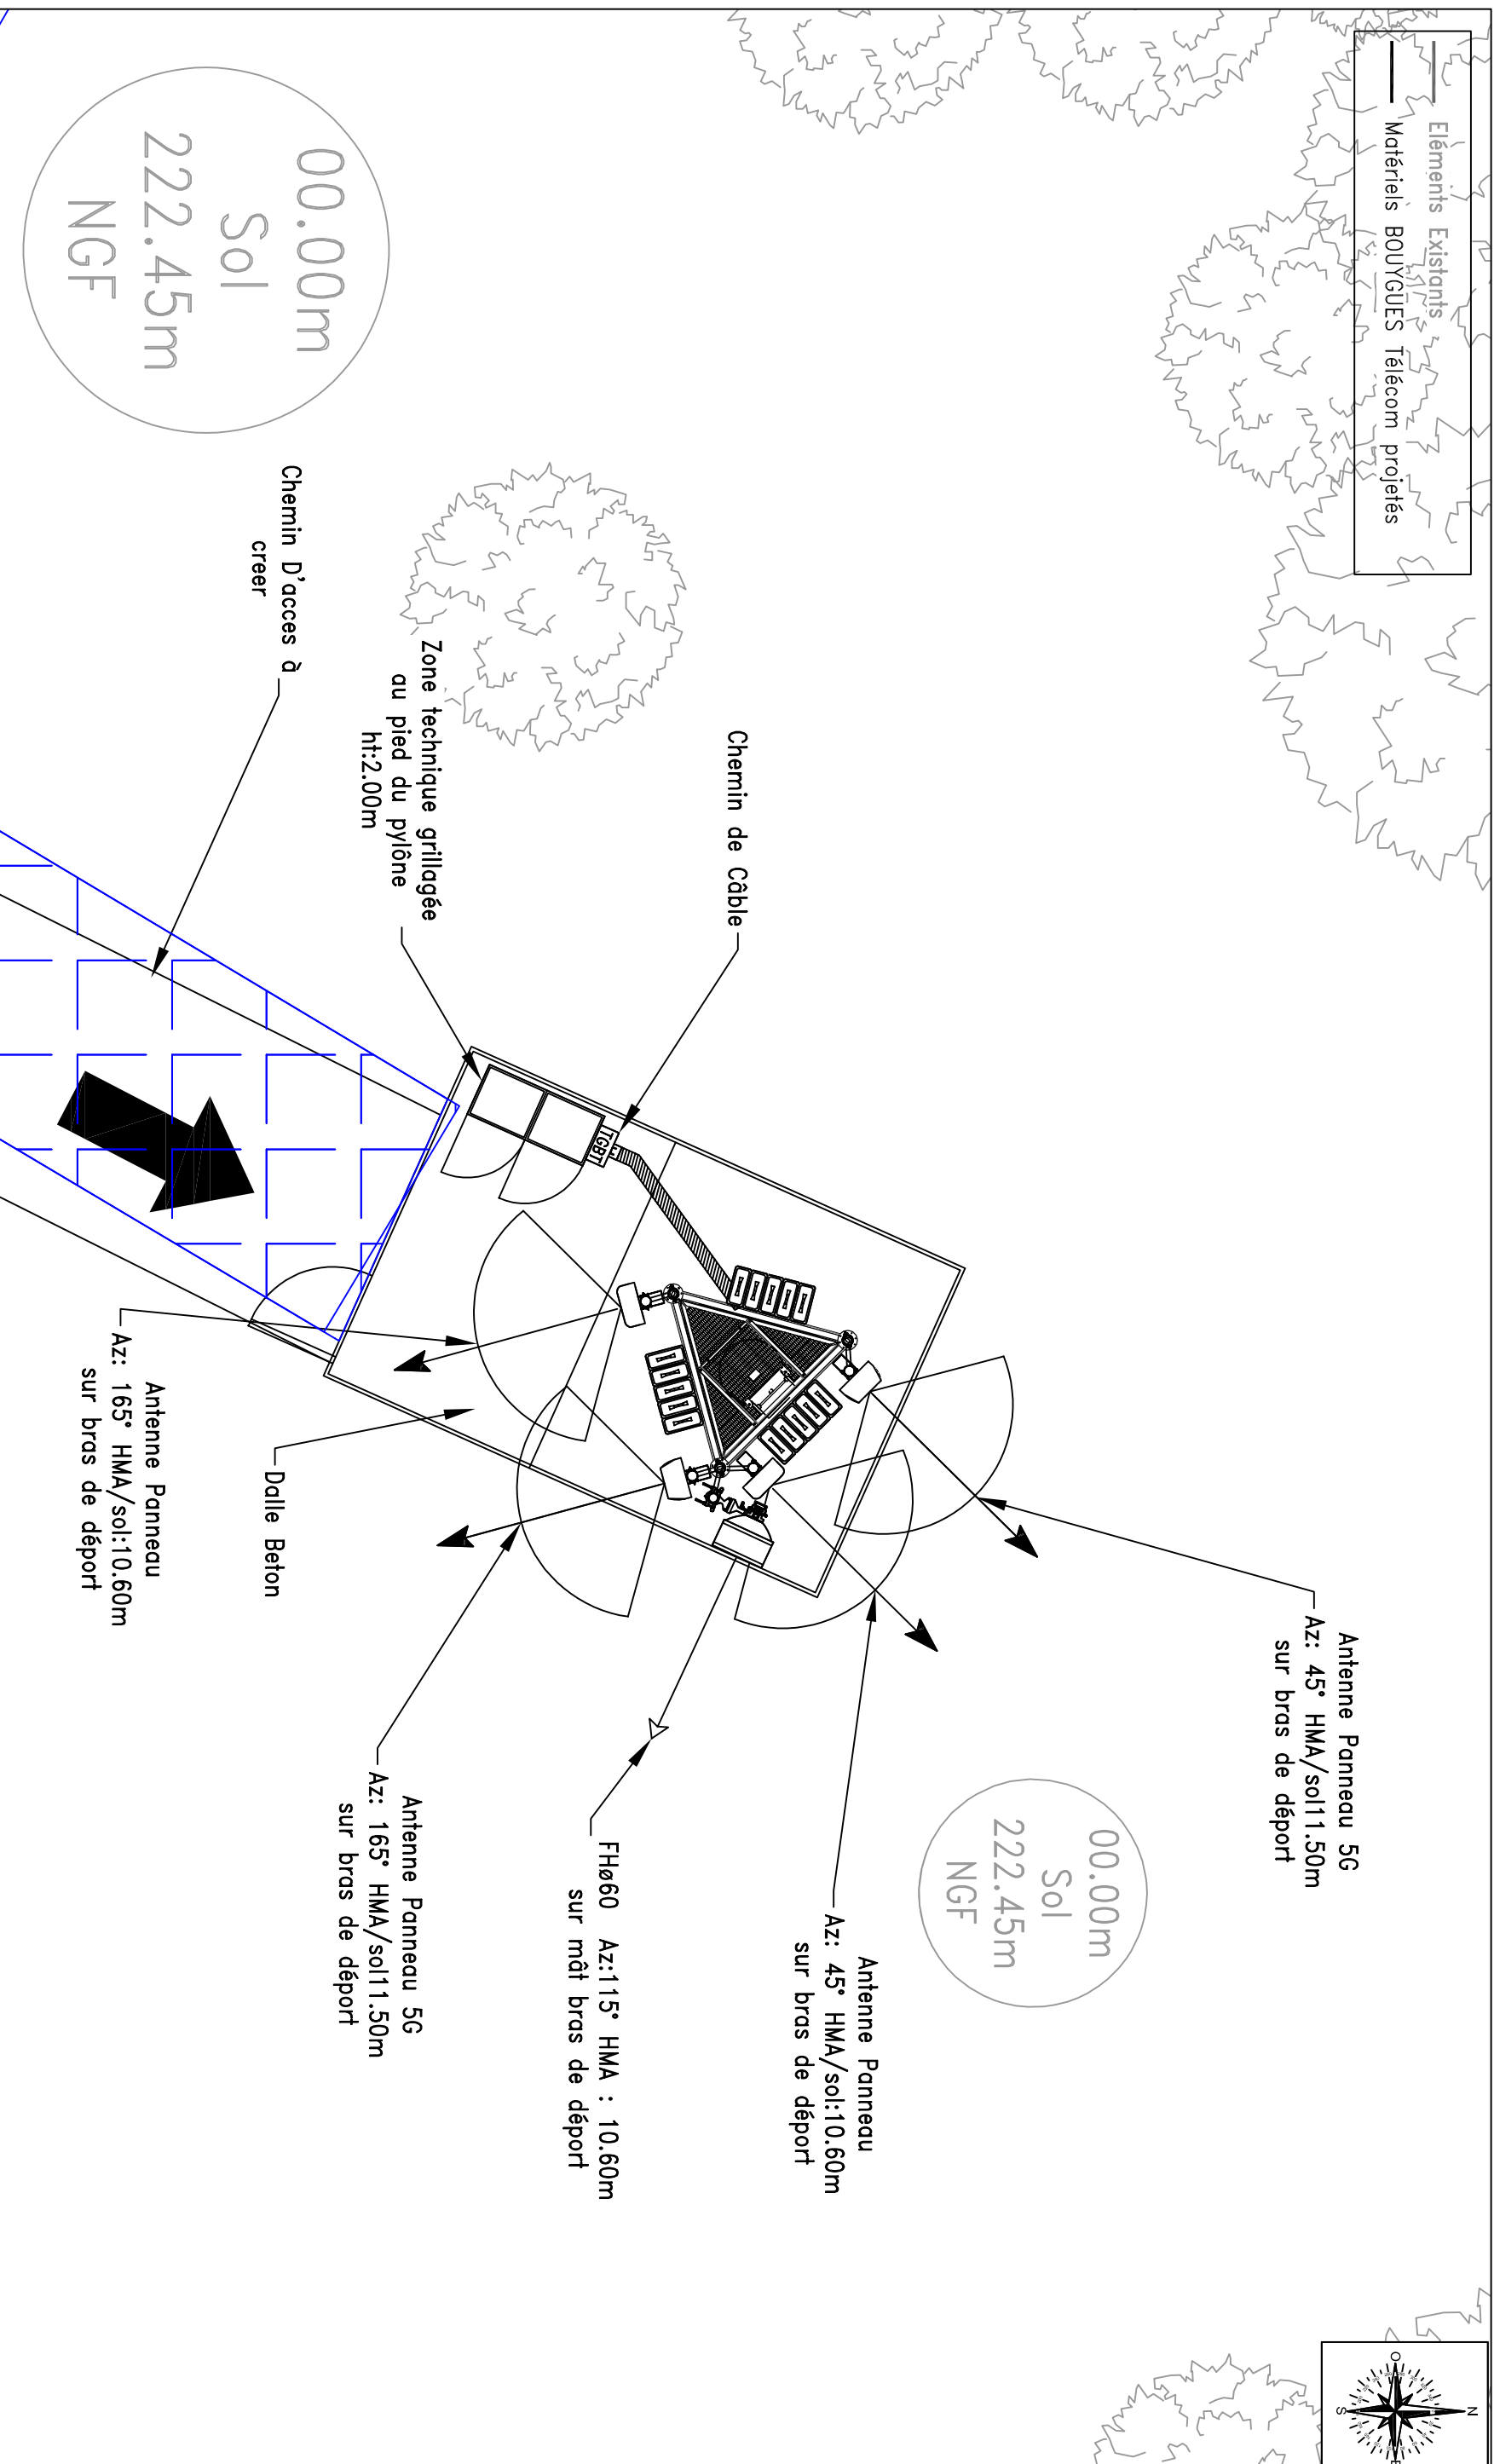 Eléments Existants
Matériels BOUYGUES Télécom projetés
00.00m
Sol
222.45m
NGF
Chemin D'acces à
creer
Zone technique grillagée
au pied du pylône
ht:2.00m
Chemin de Câble
TGBT
Antenne Panneau 5G
Az: 45° HMA/sol11.50m
sur bras de déport
00.00m
Sol
222.45m
NGF
Antenne Panneau
Az: 45° HMA/sol:10.60m
sur bras de déport
FHø60 Az:115° HMA : 10.60m
sur mât bras de déport
Antenne Panneau 5G
Az: 165° HMA/sol11.50m
sur bras de déport
Dalle Beton
Antenne Panneau
Az: 165° HMA/sol:10.60m
sur bras de déport
N
O
S
E